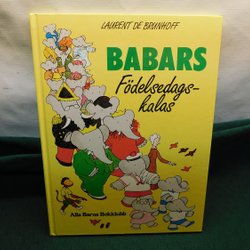 LAURENT DE BRUNHOFF
BABARS
Födelsedags-
kalas
Alla Barns Bokklubb